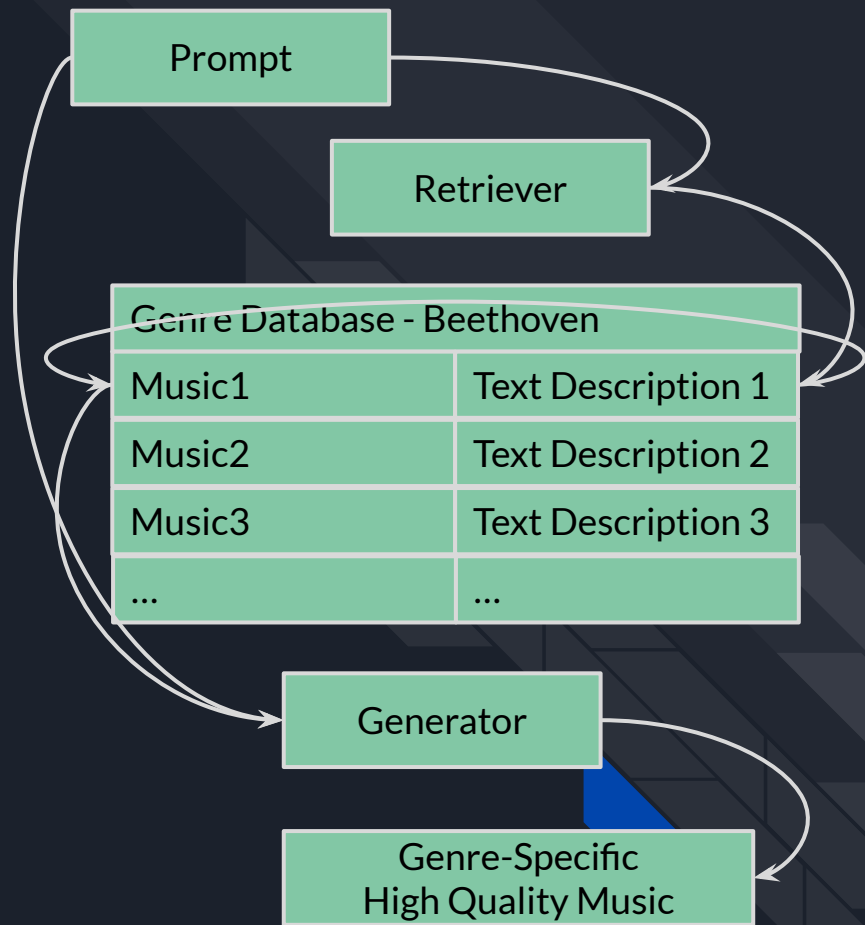 Prompt
Retriever
Genre Database - Beethoven
Music1 Text Description 1
Music2 Text Description 2
Music3 Text Description 3
... ...
Generator
Genre-Specific
High Quality Music